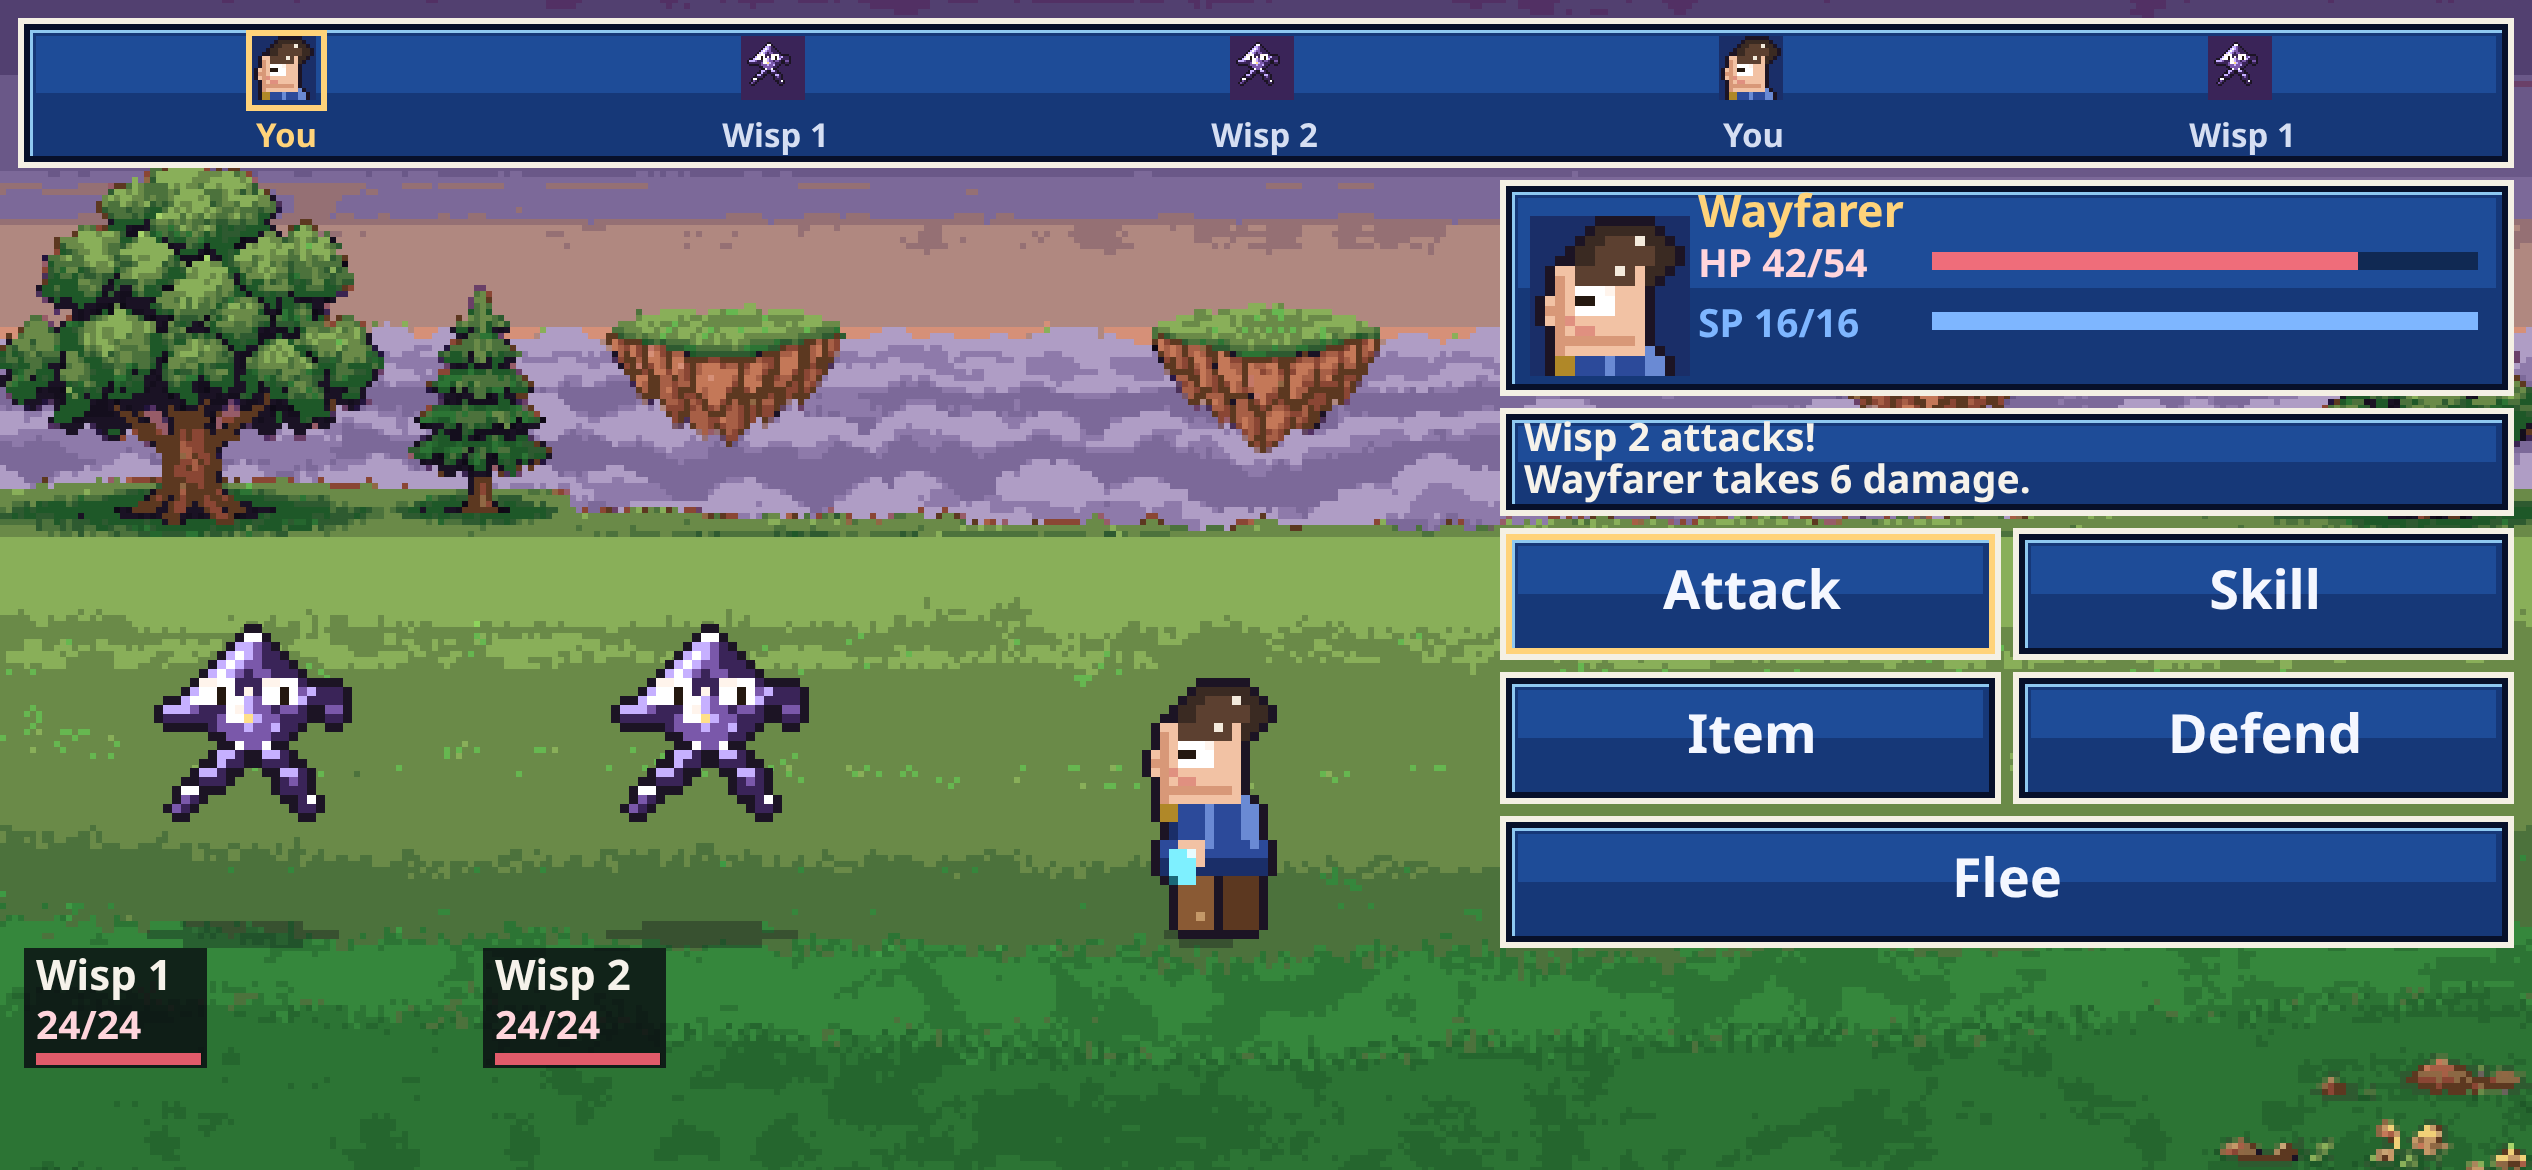 You
Wisp 1
Wisp 2
You
Wisp 1
Wayfarer
HP 42/54
SP 16/16
Wisp 2 attacks!
Wayfarer takes 6 damage.
Attack
Skill
Item
Defend
Flee
Wisp 1
24/24
Wisp 2
24/24